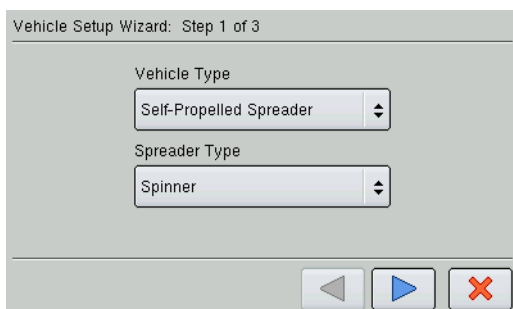 Vehicle Setup Wizard: Step 1 of 3
Vehicle Type
Self-Propelled Spreader
Spreader Type
Spinner